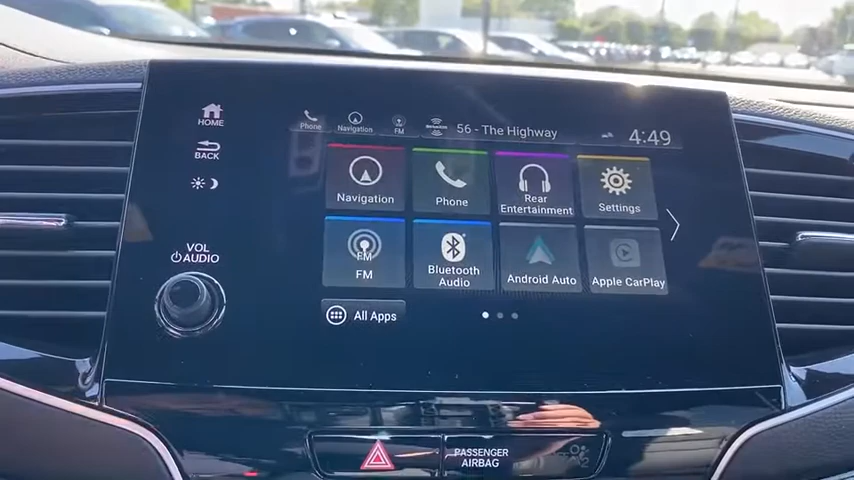 HOME
Phone
Navigation
FM
SiriusXM
56 - The Highway
4:49
BACK
Navigation
Phone
Rear
Entertainment
Settings
VOL
AUDIO
FM
FM
Bluetooth
Audio
Android Auto
Apple CarPlay
All Apps
PASSENGER
AIRBAG